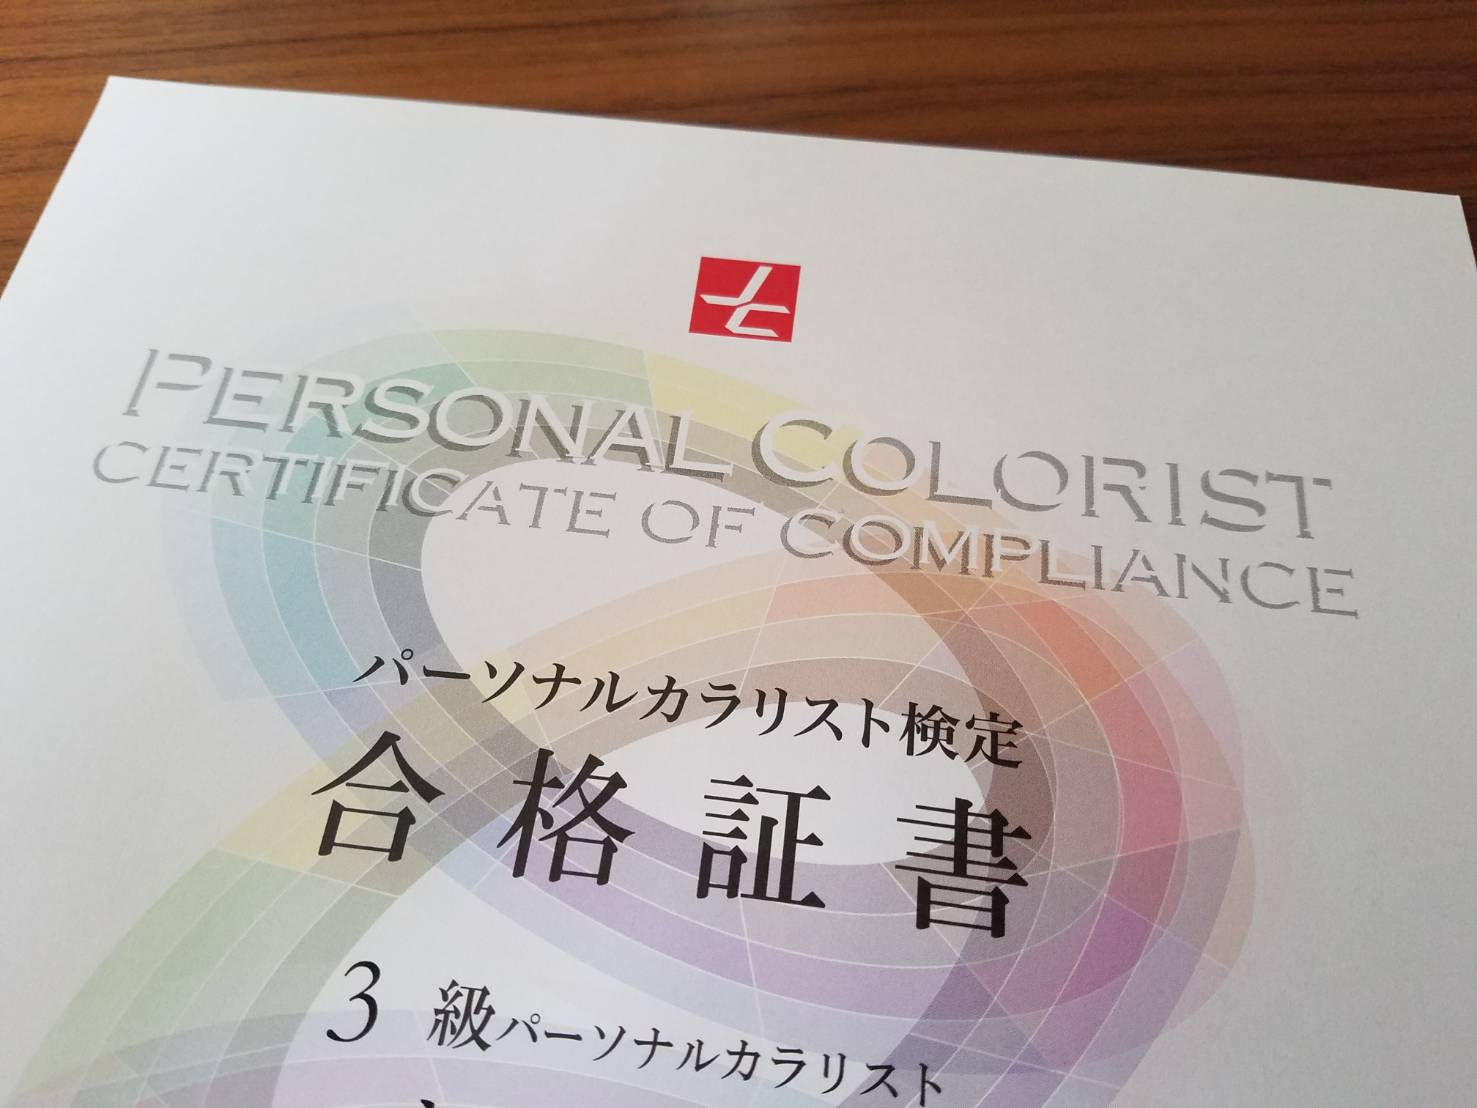 JC
PERSONAL COLORIST
CERTIFICATE OF COMPLIANCE
パーソナルカラリスト検定
合格証書
3 級パーソナルカラリスト